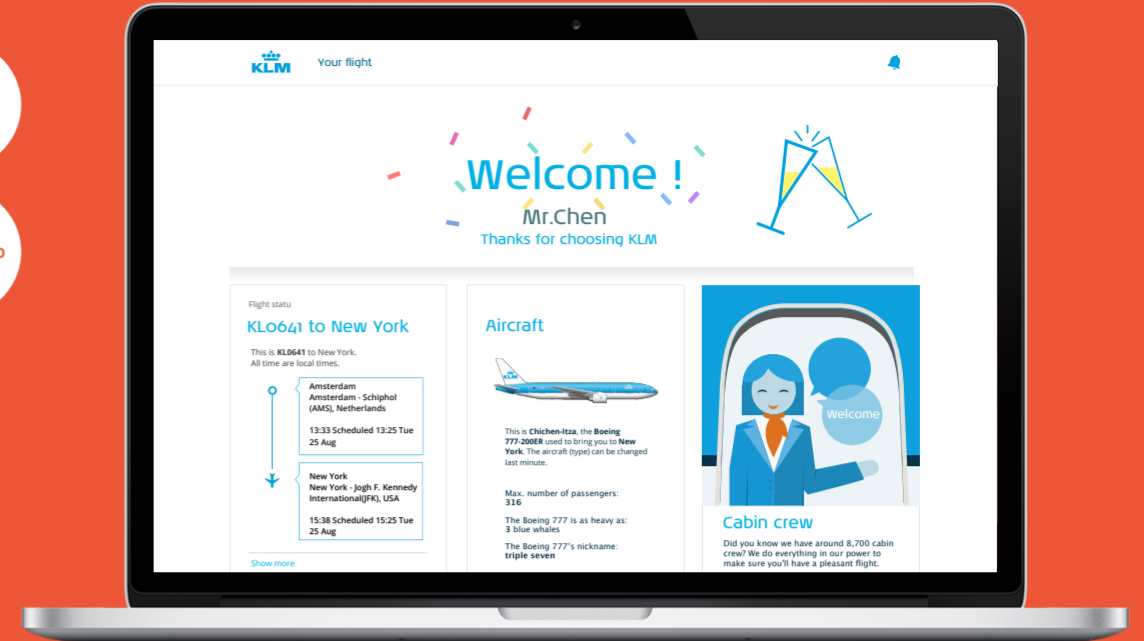 KLM
Your flight
Welcome !
Mr.Chen
Thanks for choosing KLM
Flight statu
KL0641 to New York
This is KL0641 to New York.
All time are local times.
Amsterdam
Amsterdam - Schiphol
(AMS), Netherlands
13:33 Scheduled 13:25 Tue
25 Aug
New York
New York - Jogh F. Kennedy
International(JFK), USA
15:38 Scheduled 15:25 Tue
25 Aug
Show more
Aircraft
KLM
This is Chichen-Itza, the Boeing
777-200ER used to bring you to New
York. The aircraft (type) can be changed
last minute.
Max. number of passengers:
316
The Boeing 777 is as heavy as:
3 blue whales
The Boeing 777's nickname:
triple seven
Welcome
Cabin crew
Did you know we have around 8,700 cabin
crew? We do everything in our power to
make sure you'll have a pleasant flight.